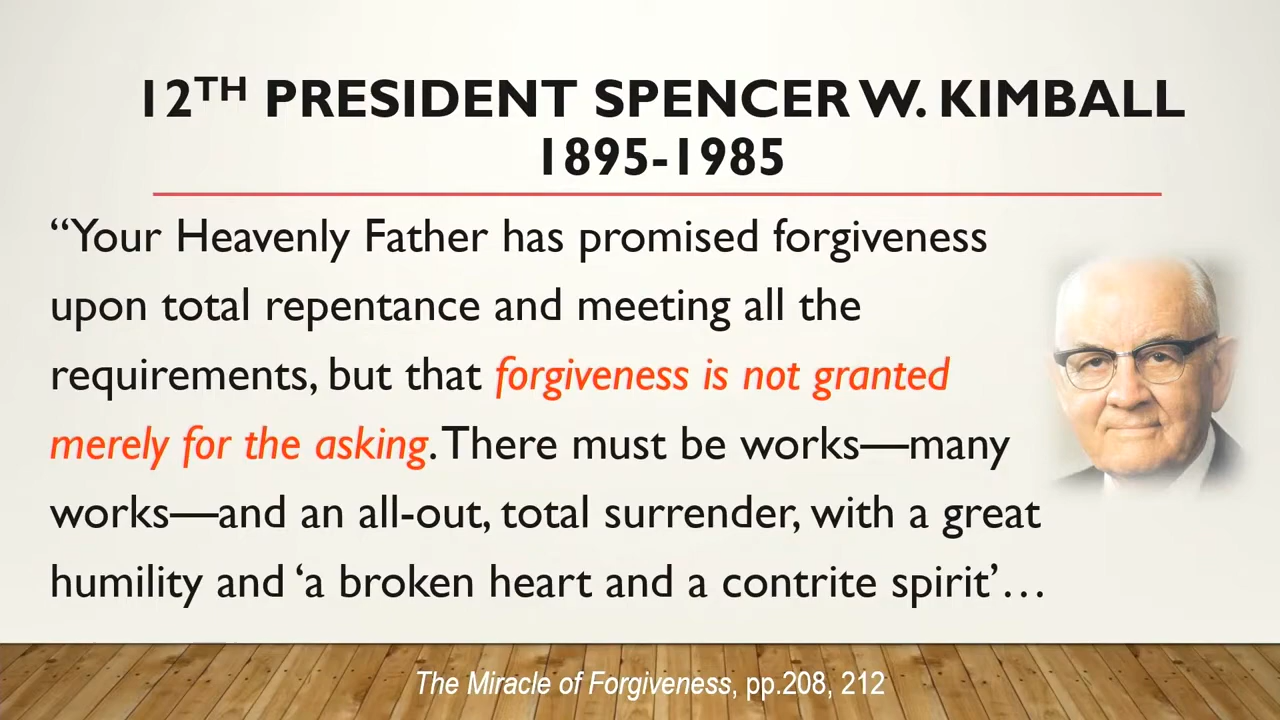 12TH PRESIDENT SPENCER W. KIMBALL
1895-1985
“Your Heavenly Father has promised forgiveness
upon total repentance and meeting all the
requirements, but that forgiveness is not granted
merely for the asking. There must be works—many
works—and an all-out, total surrender, with a great
humility and ‘a broken heart and a contrite spirit’…
The Miracle of Forgiveness, pp.208, 212